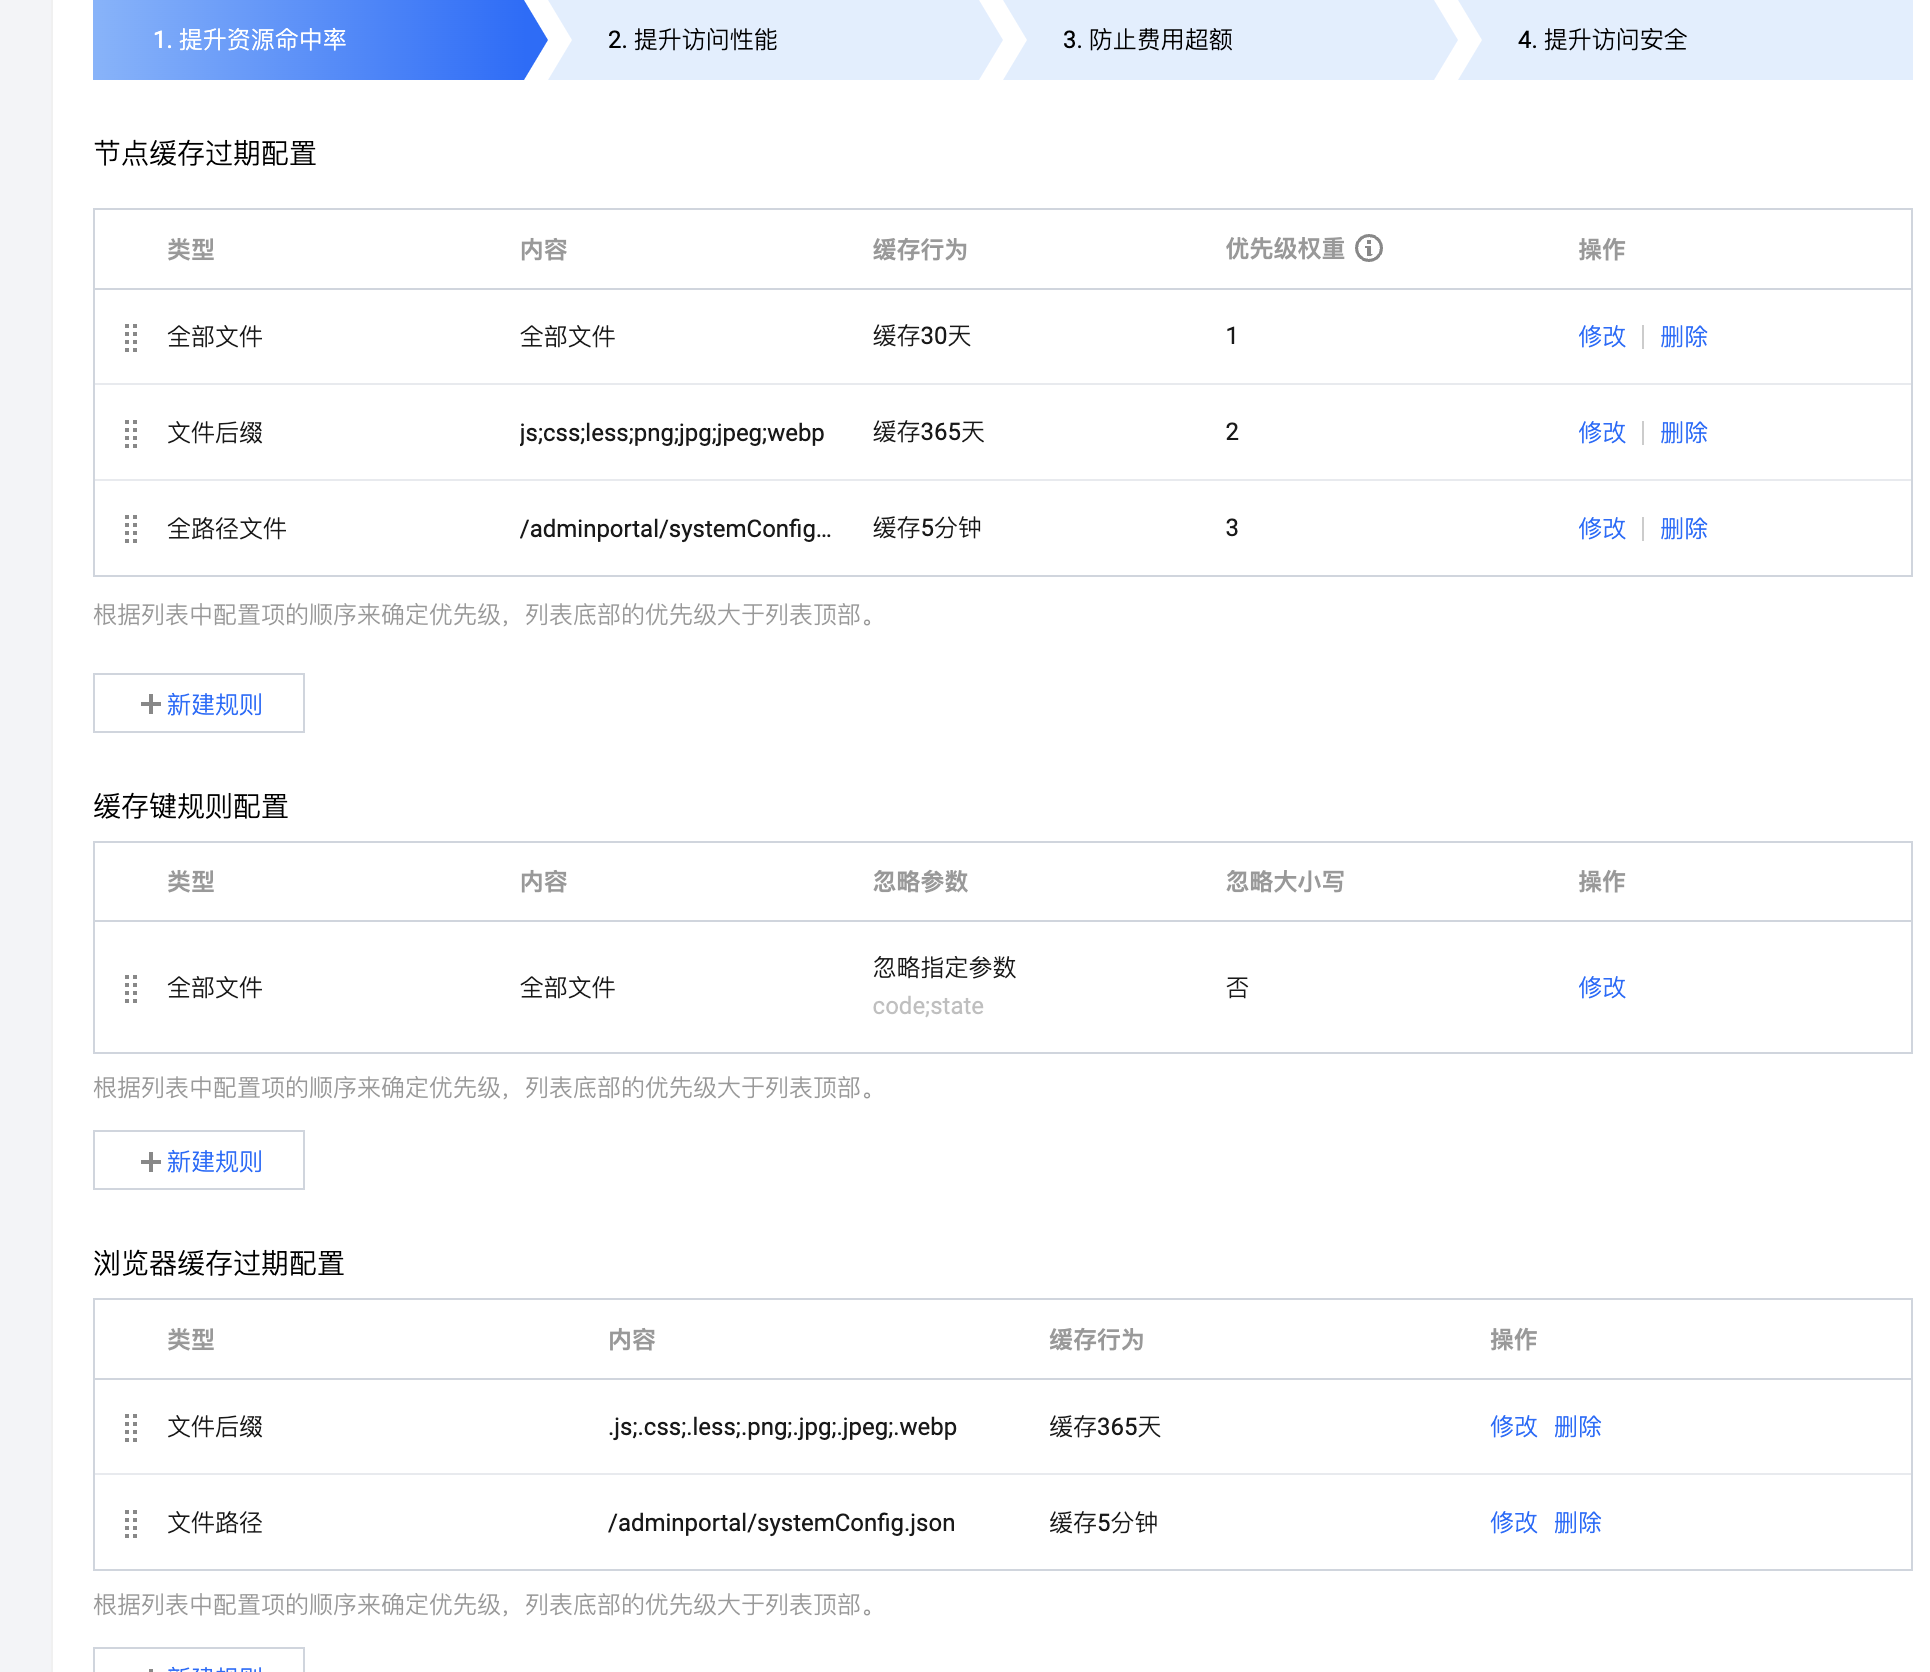 1. 提升资源命中率
2. 提升访问性能
3. 防止费用超额
4. 提升访问安全
节点缓存过期配置
类型 内容 缓存行为 优先级权重 操作
全部文件 全部文件 缓存30天 1 修改 | 删除
文件后缀 js;css;less;png;jpg;jpeg;webp 缓存365天 2 修改 | 删除
全路径文件 /adminportal/systemConfig... 缓存5分钟 3 修改 | 删除
根据列表中配置项的顺序来确定优先级，列表底部的优先级大于列表顶部。
新建规则
缓存键规则配置
类型 内容 忽略参数 忽略大小写 操作
全部文件 全部文件 忽略指定参数 否 修改
code;state
根据列表中配置项的顺序来确定优先级，列表底部的优先级大于列表顶部。
新建规则
浏览器缓存过期配置
类型 内容 缓存行为 操作
文件后缀 .js;.css;.less;.png;.jpg;.jpeg;.webp 缓存365天 修改 删除
文件路径 /adminportal/systemConfig.json 缓存5分钟 修改 删除
根据列表中配置项的顺序来确定优先级，列表底部的优先级大于列表顶部。
新建规则